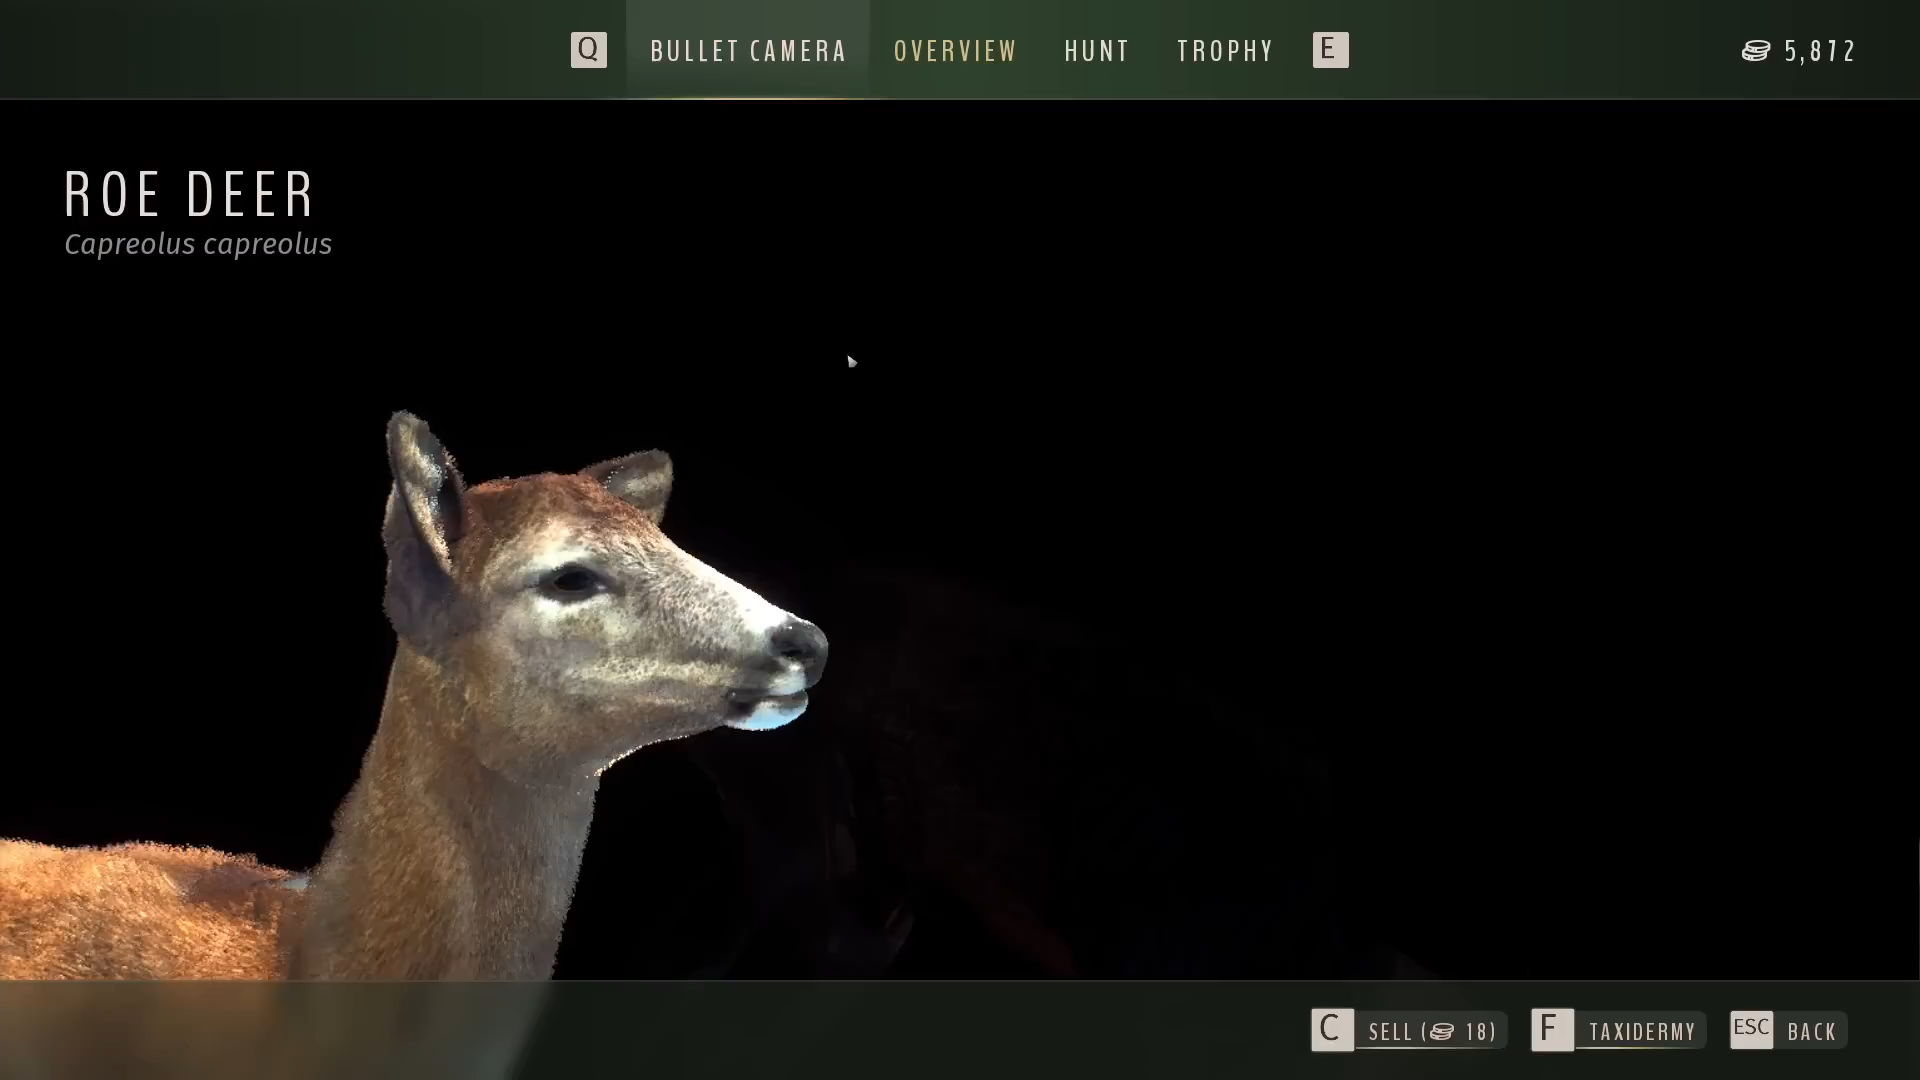 Q BULLET CAMERA OVERVIEW HUNT TROPHY E 5,872
ROE DEER
Capreolus capreolus
C SELL ( 18) F TAXIDERMY ESC BACK